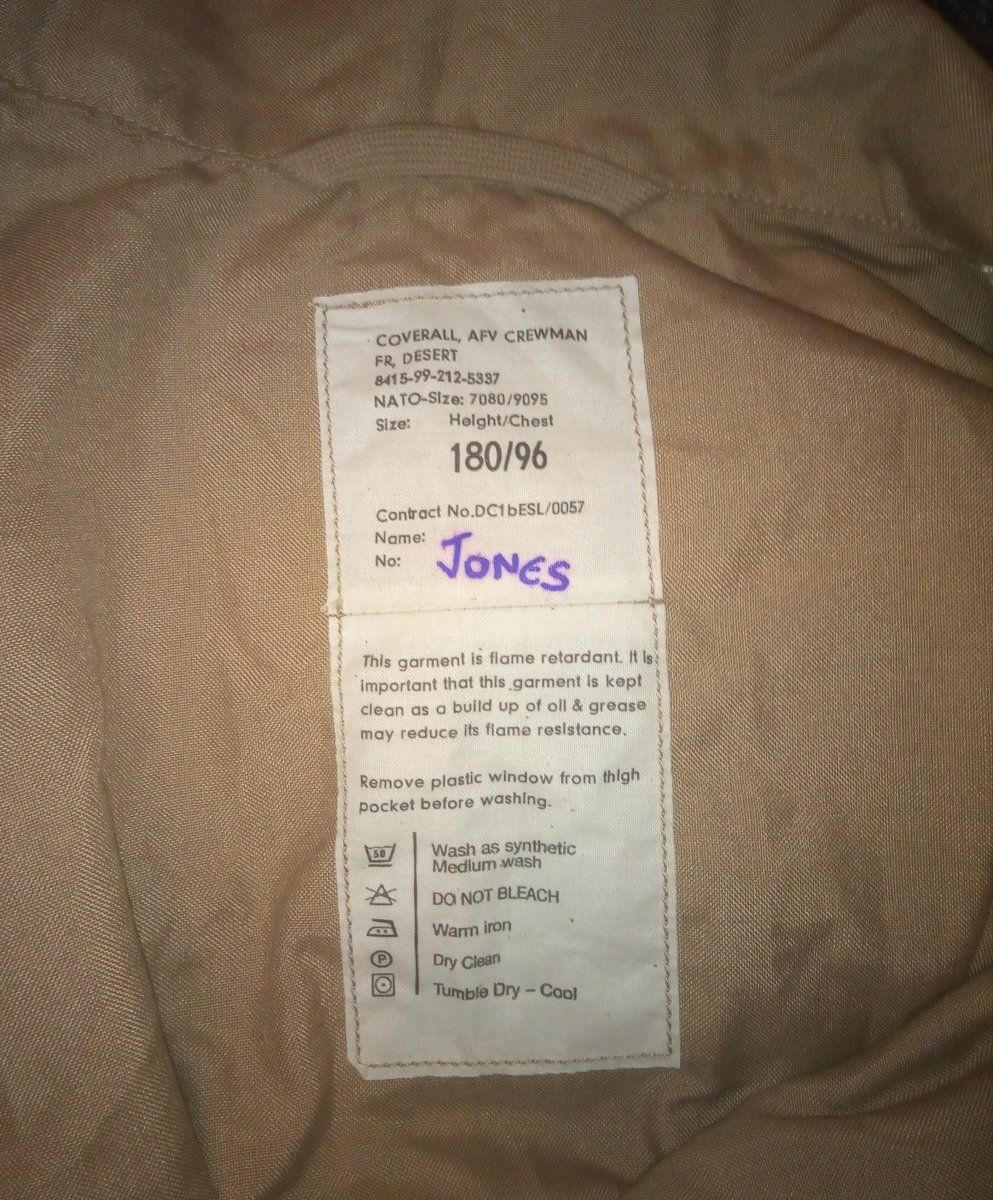 COVERALL, AFV CREWMAN
FR, DESERT
8415-99-212-5337
NATO-Size: 7080/9095
Size: Height/Chest
180/96
Contract No.DC1bESL/0057
Name:
No: JONES
This garment is flame retardant. It is
important that this garment is kept
clean as a build up of oil & grease
may reduce its flame resistance.
Remove plastic window from thigh
pocket before washing.
50 Wash as synthetic
Medium wash
DO NOT BLEACH
Warm iron
P Dry Clean
Tumble Dry – Cool